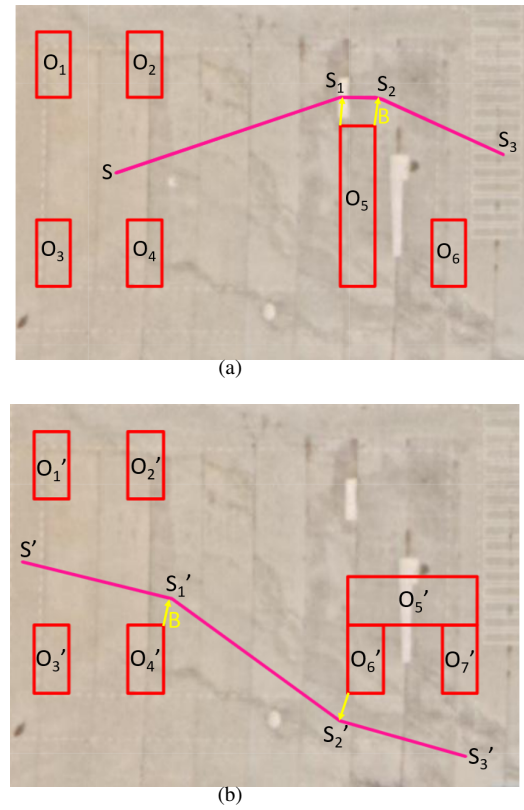 O₁ O₂
S₁ S₂
B
S₃
S
O₅
O₃ O₄ O₆
(a)
O₁’ O₂’
S’
S₁’
O₅’
B
O₃’ O₄’ O₆’ O₇’
S₂’
S₃’
(b)